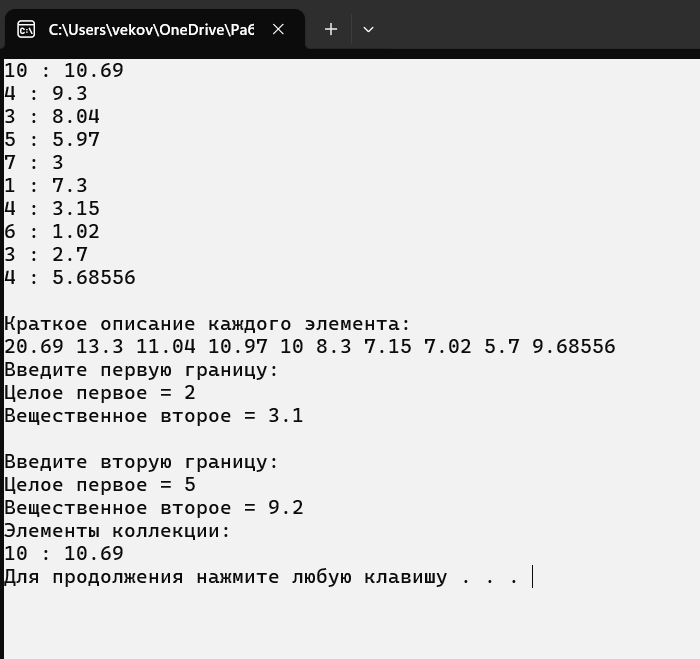 C:\Users\vekov\OneDrive\Раб
10 : 10.69
4 : 9.3
3 : 8.04
5 : 5.97
7 : 3
1 : 7.3
4 : 3.15
6 : 1.02
3 : 2.7
4 : 5.68556
Краткое описание каждого элемента:
20.69 13.3 11.04 10.97 10 8.3 7.15 7.02 5.7 9.68556
Введите первую границу:
Целое первое = 2
Вещественное второе = 3.1
Введите вторую границу:
Целое первое = 5
Вещественное второе = 9.2
Элементы коллекции:
10 : 10.69
Для продолжения нажмите любую клавишу . . .